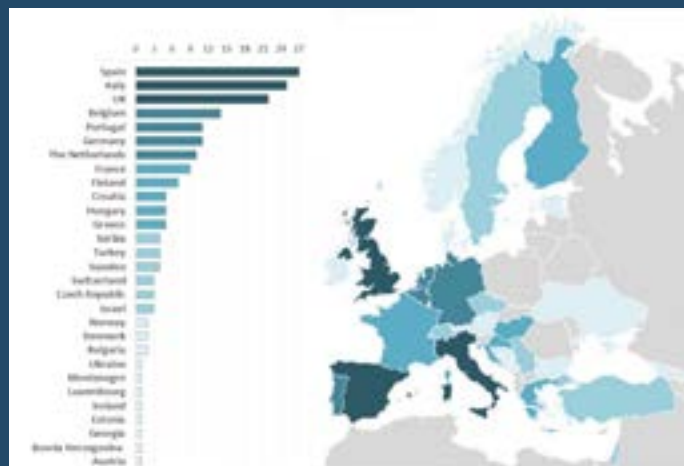 0 3 6 9 12 15 18 21 24 27
Spain
Italy
UK
Belgium
Portugal
Germany
The Netherlands
France
Finland
Croatia
Hungary
Greece
Serbia
Turkey
Sweden
Switzerland
Czech Republic
Israel
Norway
Denmark
Bulgaria
Ukraine
Montenegro
Luxembourg
Ireland
Estonia
Georgia
Bosnia Herzegovina
Austria